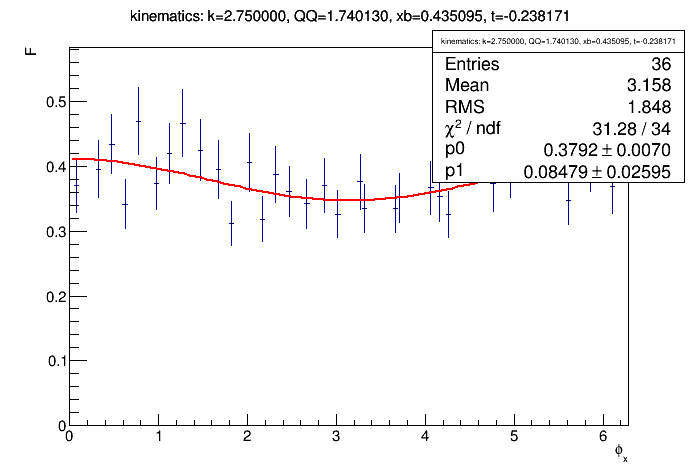 kinematics: k=2.750000, QQ=1.740130, xb=0.435095, t=-0.238171
F
kinematics: k=2.750000, QQ=1.740130, xb=0.435095, t=-0.238171
Entries 36
Mean 3.158
RMS 1.848
χ² / ndf 31.28 / 34
p0 0.3792 ± 0.0070
p1 0.08479 ± 0.02595
0.5
0.4
0.3
0.2
0.1
0
0 1 2 3 4 5 6
ϕx